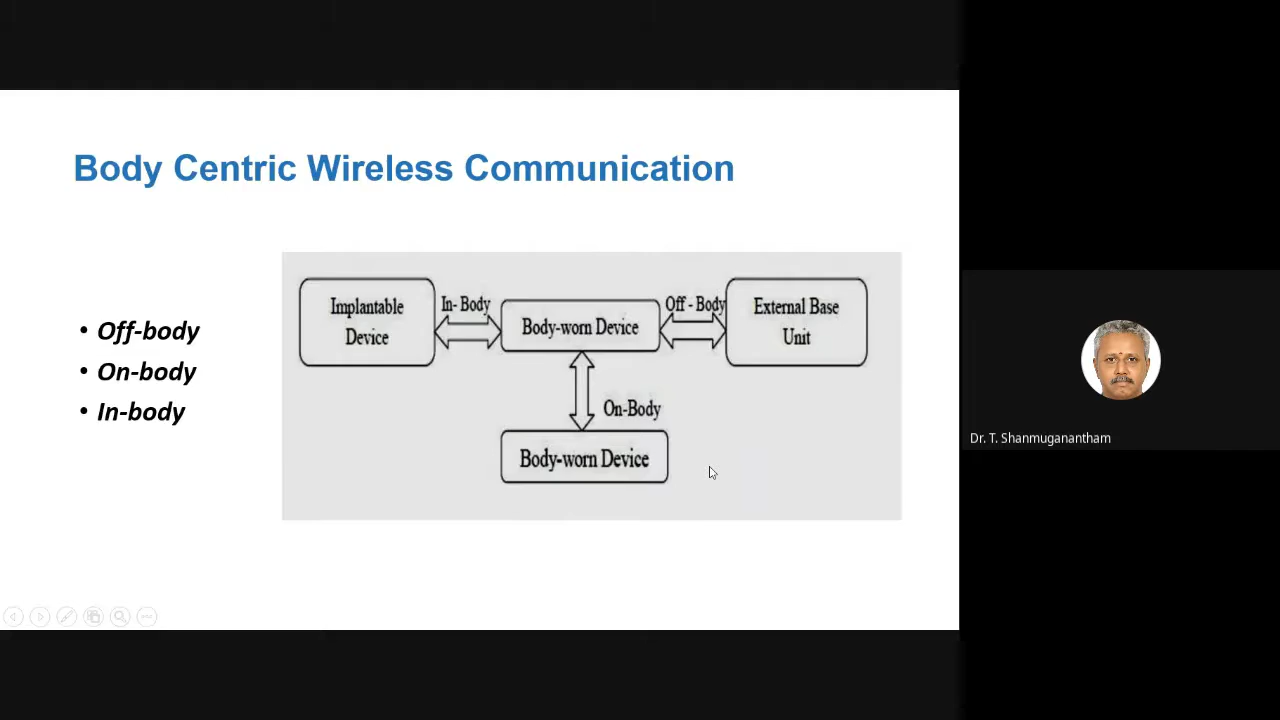 Body Centric Wireless Communication
• Off-body
• On-body
• In-body
Implantable
Device
In- Body
Body-worn Device
Off - Body
External Base
Unit
On-Body
Body-worn Device
Dr. T. Shanmuganantham